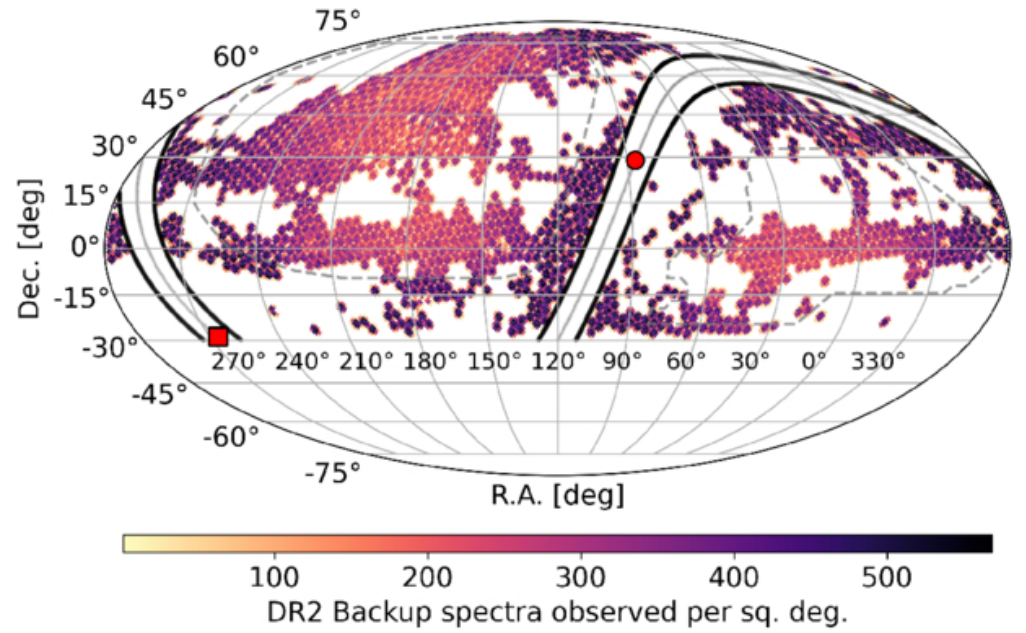 75°
60°
45°
30°
15°
0°
-15°
-30°
-45°
-60°
-75°
Dec. [deg]
270° 240° 210° 180° 150° 120° 90° 60° 30° 0° 330°
R.A. [deg]
100 200 300 400 500
DR2 Backup spectra observed per sq. deg.